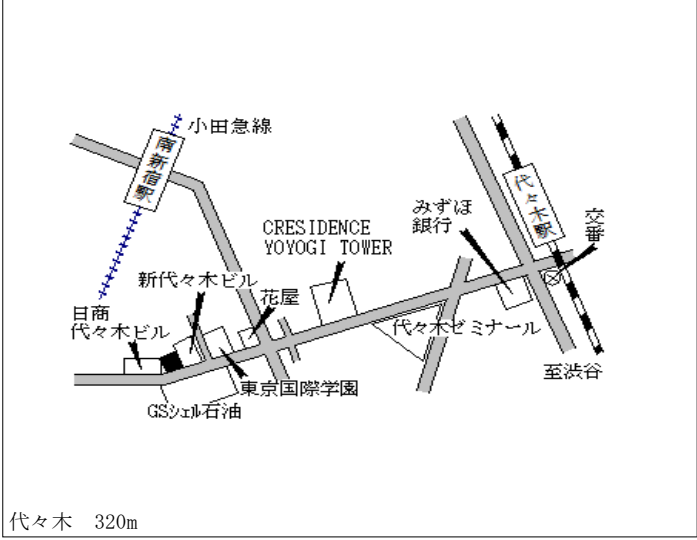 小田急線
南新宿駅
代々木駅
みずほ
銀行
交番
CRESIDENCE
YOYOGI TOWER
新代々木ビル
花屋
日商
代々木ビル
代々木ゼミナール
東京国際学園
至渋谷
GSシェル石油
代々木　320m